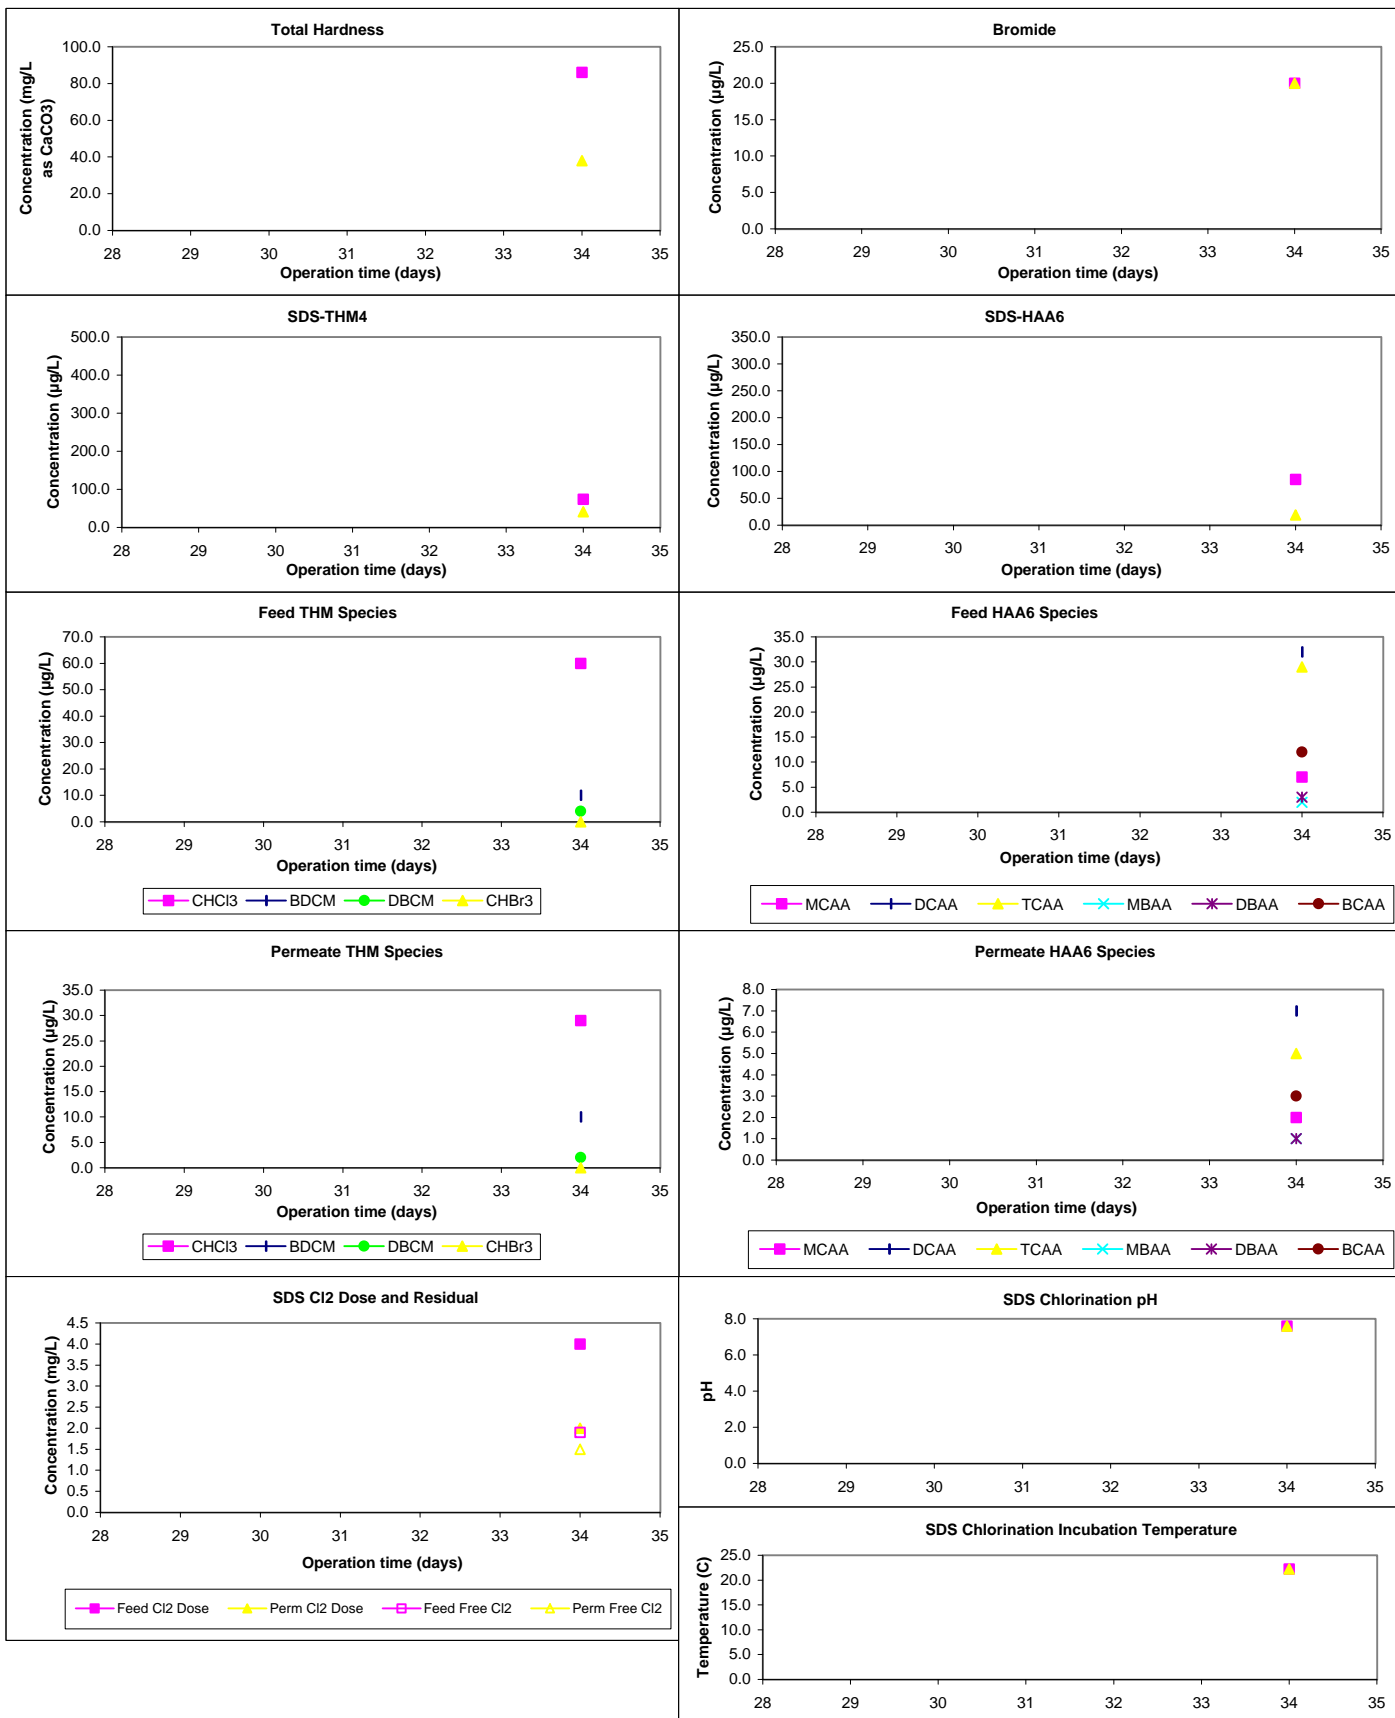 Total Hardness
Concentration (mg/L
as CaCO3)
100.0
80.0
60.0
40.0
20.0
0.0
28 29 30 31 32 33 34 35
Operation time (days)
Bromide
Concentration (µg/L)
25.0
20.0
15.0
10.0
5.0
0.0
28 29 30 31 32 33 34 35
Operation time (days)
SDS-THM4
Concentration (µg/L)
500.0
400.0
300.0
200.0
100.0
0.0
28 29 30 31 32 33 34 35
Operation time (days)
SDS-HAA6
Concentration (µg/L)
350.0
300.0
250.0
200.0
150.0
100.0
50.0
0.0
28 29 30 31 32 33 34 35
Operation time (days)
Feed THM Species
Concentration (µg/L)
70.0
60.0
50.0
40.0
30.0
20.0
10.0
0.0
28 29 30 31 32 33 34 35
Operation time (days)
CHCl3 BDCM DBCM CHBr3
Feed HAA6 Species
Concentration (µg/L)
35.0
30.0
25.0
20.0
15.0
10.0
5.0
0.0
28 29 30 31 32 33 34 35
Operation time (days)
MCAA DCAA TCAA MBAA DBAA BCAA
Permeate THM Species
Concentration (µg/L)
35.0
30.0
25.0
20.0
15.0
10.0
5.0
0.0
28 29 30 31 32 33 34 35
Operation time (days)
CHCl3 BDCM DBCM CHBr3
Permeate HAA6 Species
Concentration (µg/L)
8.0
7.0
6.0
5.0
4.0
3.0
2.0
1.0
0.0
28 29 30 31 32 33 34 35
Operation time (days)
MCAA DCAA TCAA MBAA DBAA BCAA
SDS Cl2 Dose and Residual
Concentration (mg/L)
4.5
4.0
3.5
3.0
2.5
2.0
1.5
1.0
0.5
0.0
28 29 30 31 32 33 34 35
Operation time (days)
Feed Cl2 Dose Perm Cl2 Dose Feed Free Cl2 Perm Free Cl2
SDS Chlorination pH
pH
8.0
6.0
4.0
2.0
0.0
28 29 30 31 32 33 34 35
SDS Chlorination Incubation Temperature
Temperature (C)
25.0
20.0
15.0
10.0
5.0
0.0
28 29 30 31 32 33 34 35